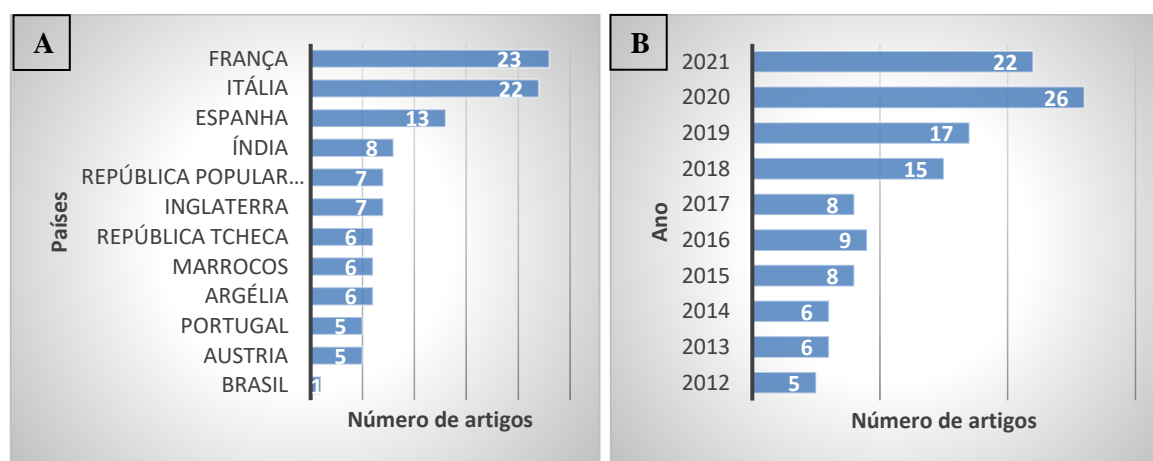 A
FRANÇA 23
ITÁLIA 22
ESPANHA 13
ÍNDIA 8
REPÚBLICA POPULAR... 7
INGLATERRA 7
REPÚBLICA TCHECA 6
MARROCOS 6
ARGÉLIA 6
PORTUGAL 5
AUSTRIA 5
BRASIL 1
Países
Número de artigos
B
2021 22
2020 26
2019 17
2018 15
2017 8
2016 9
2015 8
2014 6
2013 6
2012 5
Ano
Número de artigos